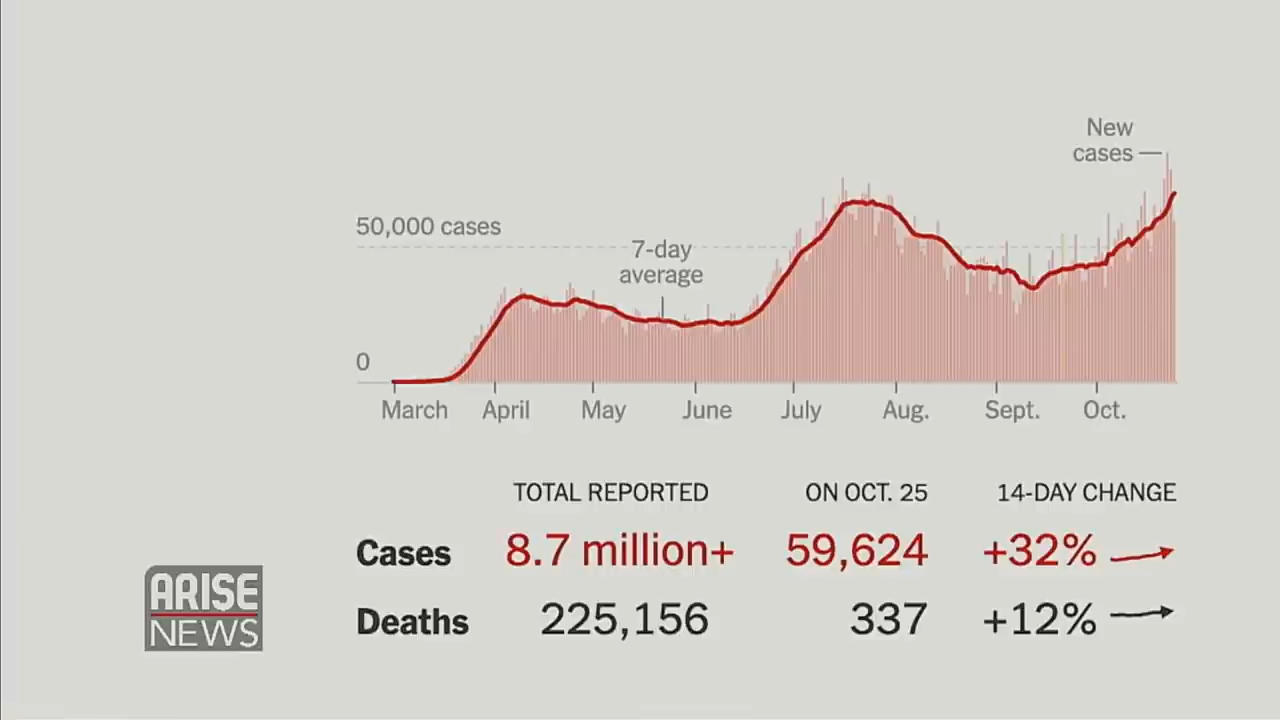 New
cases
50,000 cases
7-day
average
0
March April May June July Aug. Sept. Oct.
TOTAL REPORTED ON OCT. 25 14-DAY CHANGE
Cases 8.7 million+ 59,624 +32%
Deaths 225,156 337 +12%
ARISE
NEWS